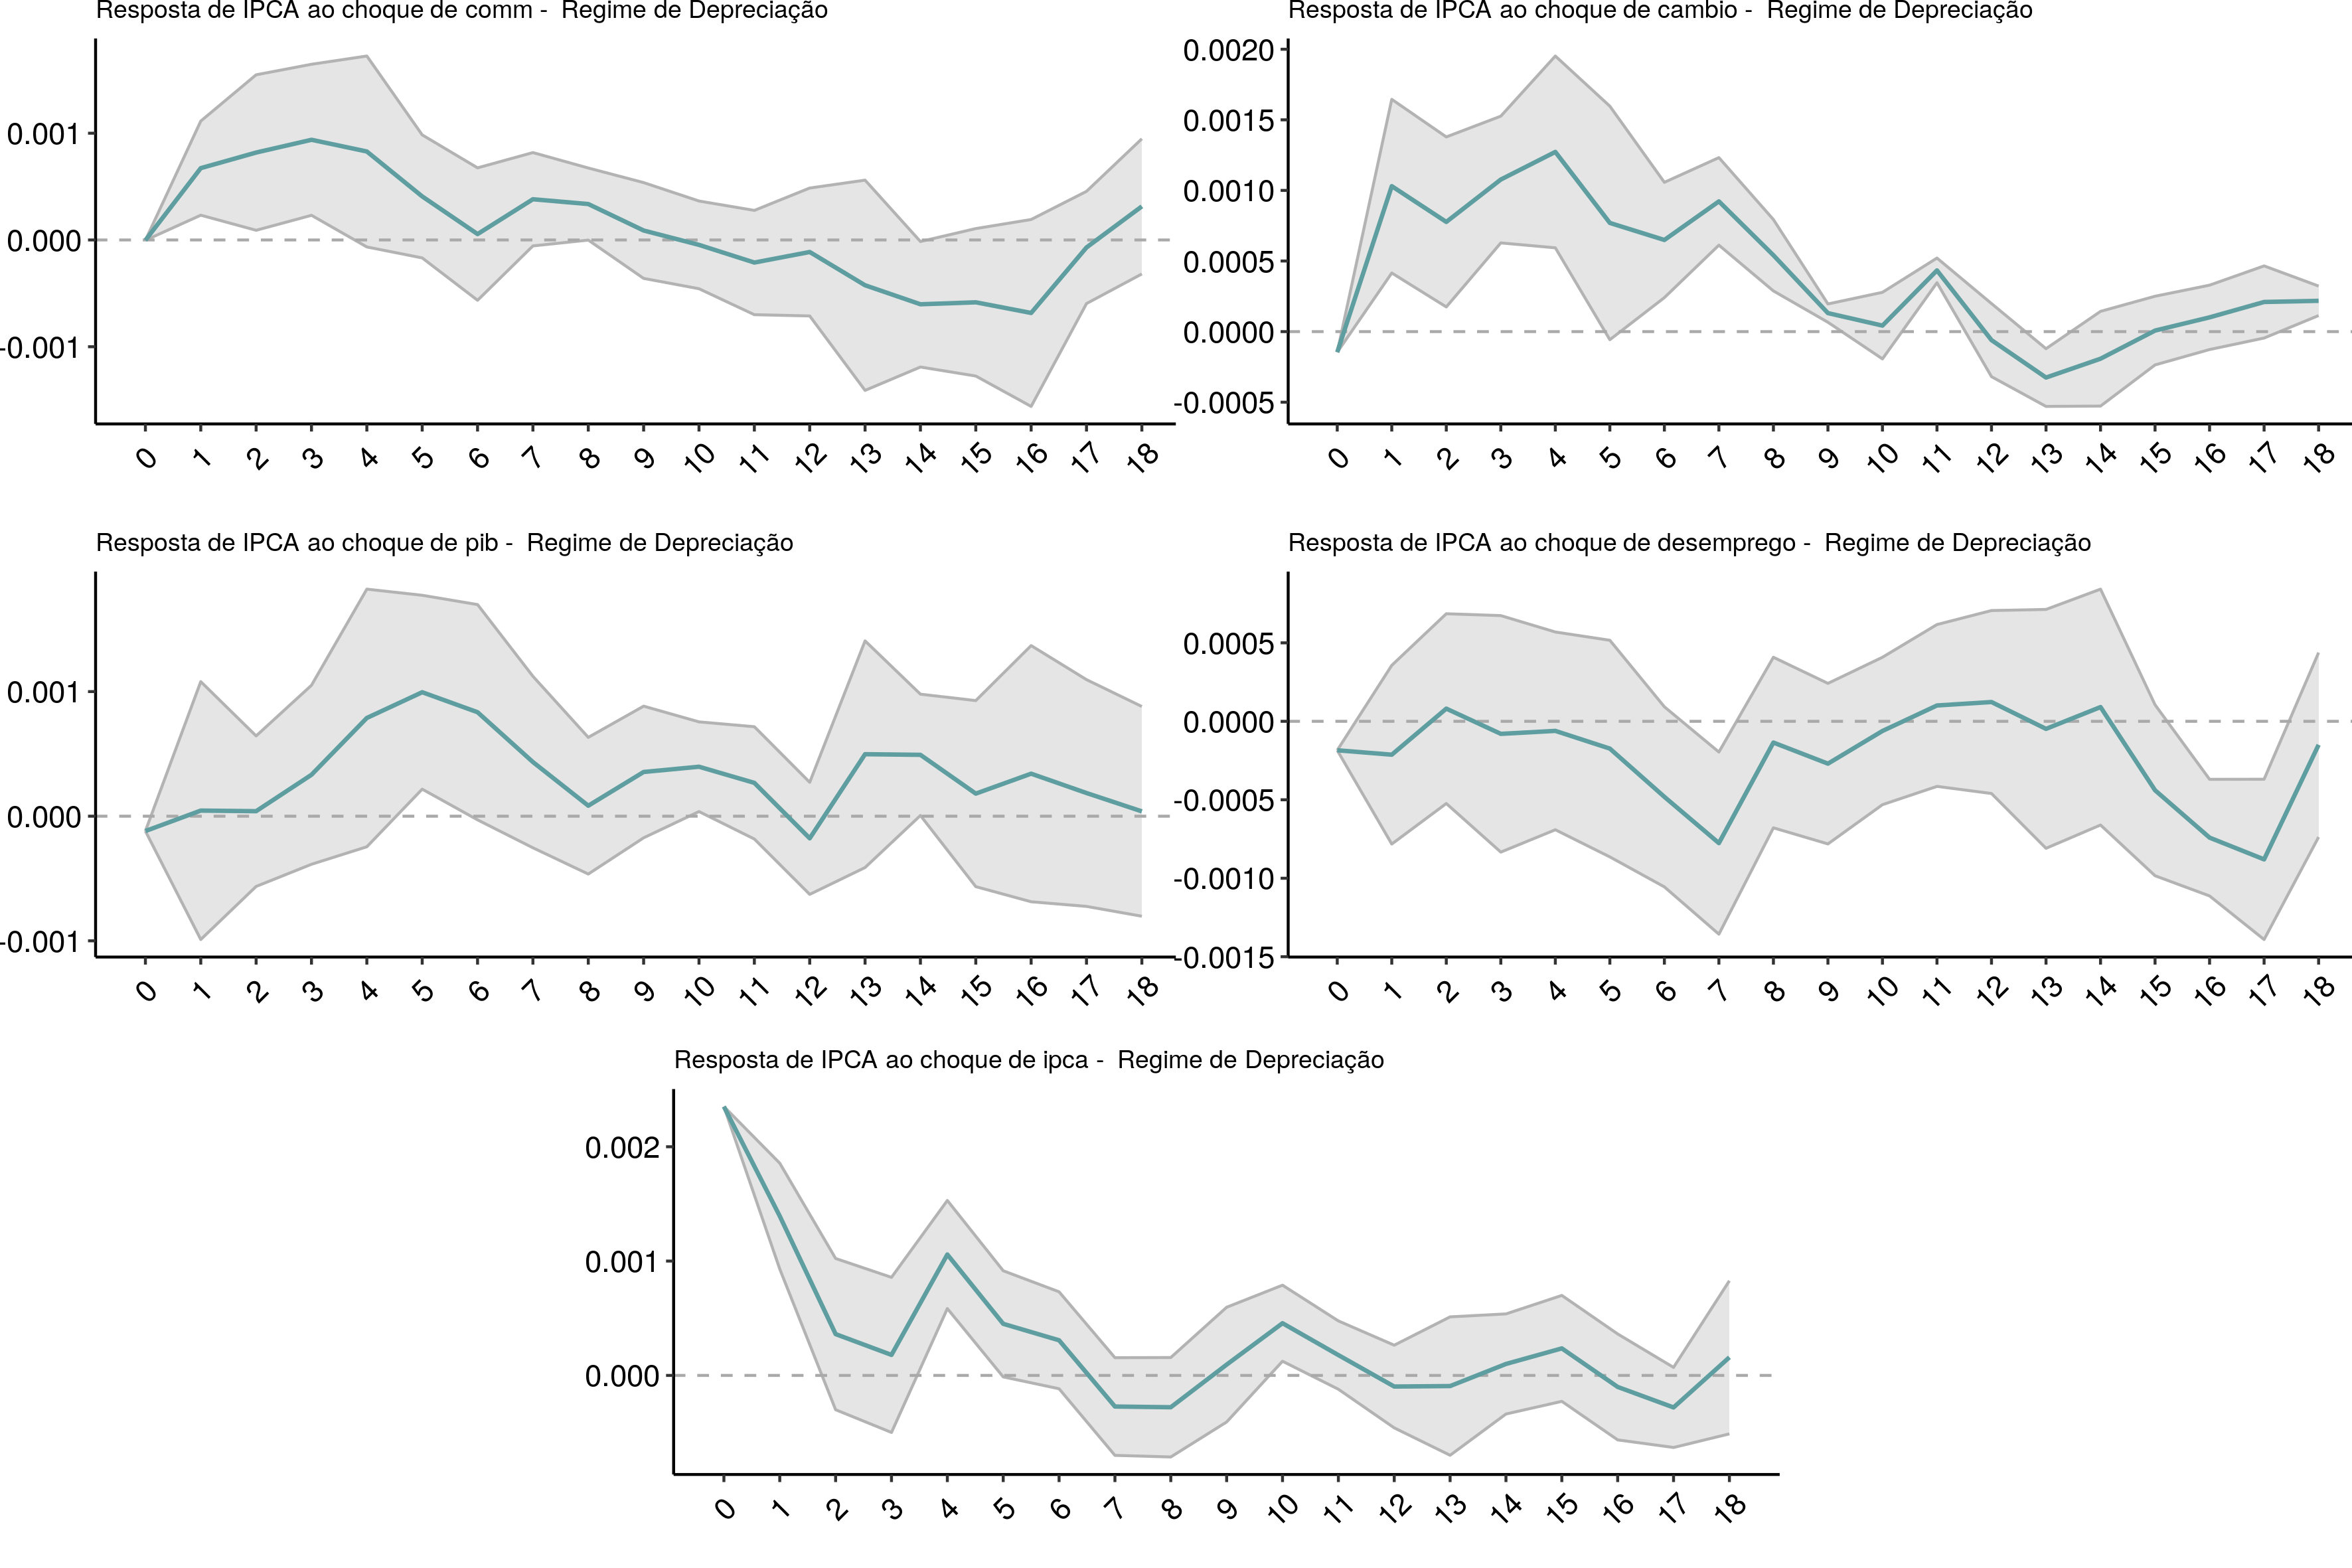 Resposta de IPCA ao choque de comm -  Regime de Depreciação
0.001
0.000
-0.001
0 1 2 3 4 5 6 7 8 9 10 11 12 13 14 15 16 17 18
Resposta de IPCA ao choque de cambio -  Regime de Depreciação
0.0020
0.0015
0.0010
0.0005
0.0000
-0.0005
0 1 2 3 4 5 6 7 8 9 10 11 12 13 14 15 16 17 18
Resposta de IPCA ao choque de pib -  Regime de Depreciação
0.001
0.000
-0.001
0 1 2 3 4 5 6 7 8 9 10 11 12 13 14 15 16 17 18
Resposta de IPCA ao choque de desemprego -  Regime de Depreciação
0.0005
0.0000
-0.0005
-0.0010
-0.0015
0 1 2 3 4 5 6 7 8 9 10 11 12 13 14 15 16 17 18
Resposta de IPCA ao choque de ipca -  Regime de Depreciação
0.002
0.001
0.000
0 1 2 3 4 5 6 7 8 9 10 11 12 13 14 15 16 17 18